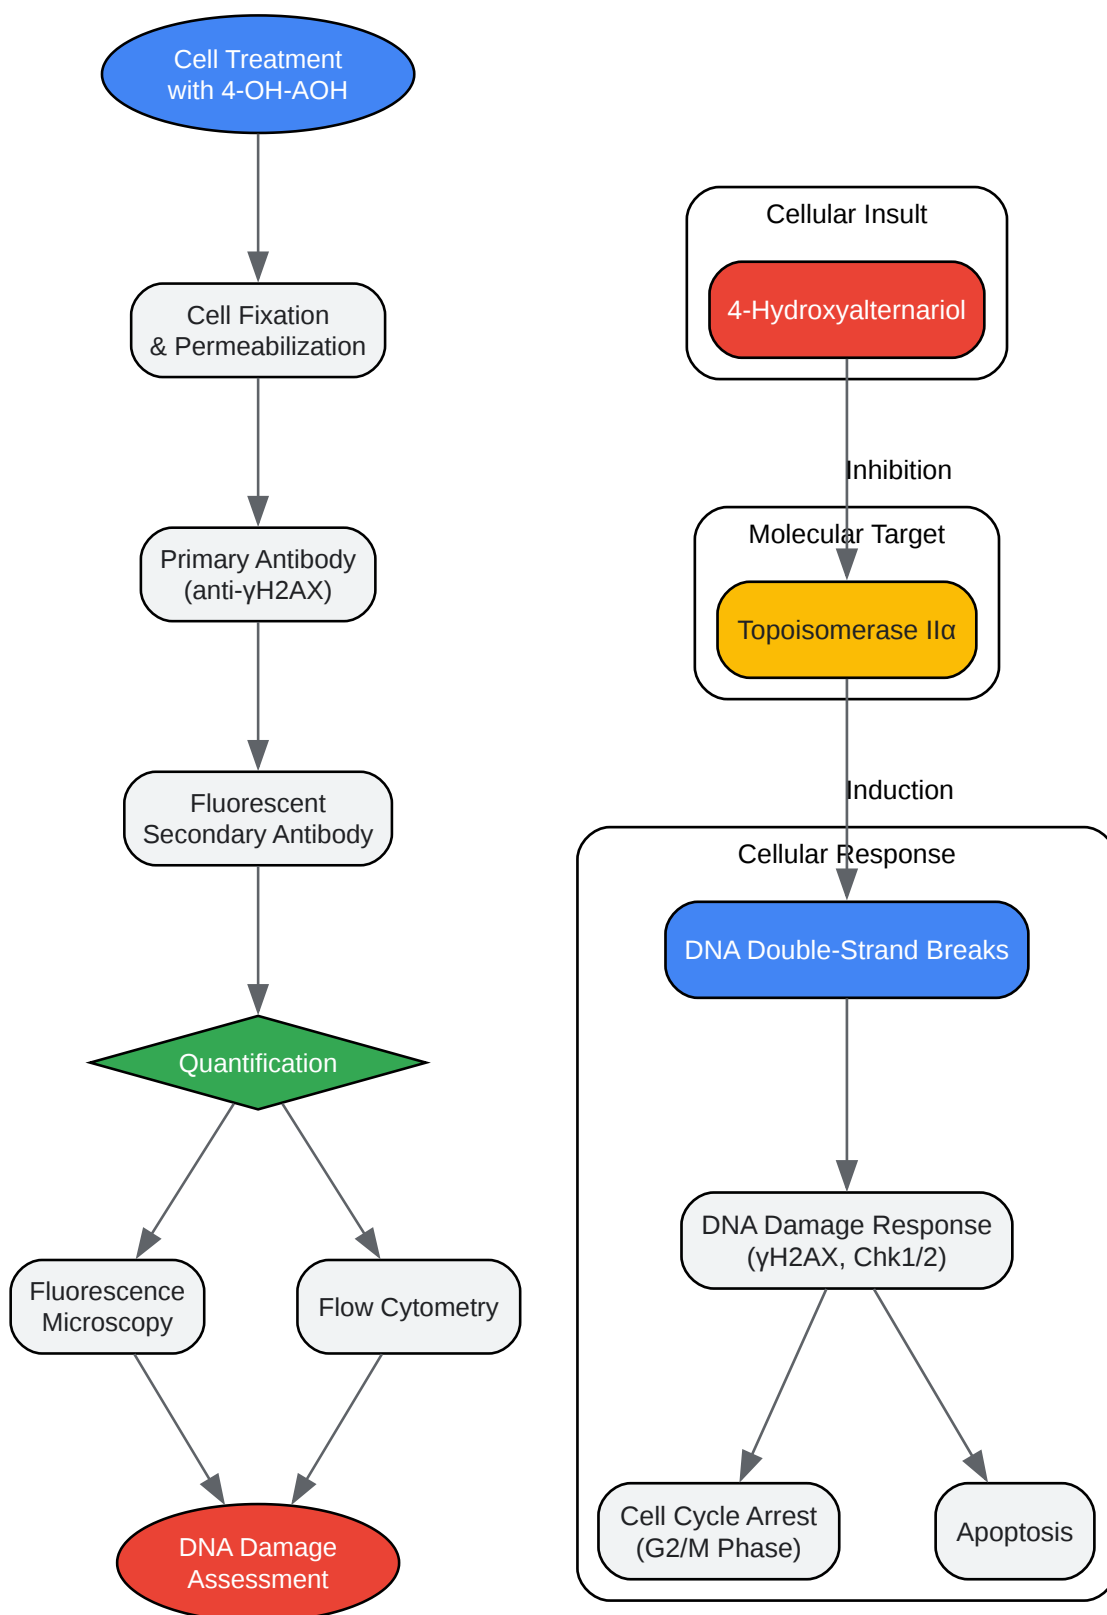 Cell Treatment
with 4-OH-AOH
Cell Fixation
& Permeabilization
Primary Antibody
(anti-γH2AX)
Fluorescent
Secondary Antibody
Quantification
Fluorescence
Microscopy
Flow Cytometry
DNA Damage
Assessment
Cellular Insult
4-Hydroxyalternariol
Inhibition
Molecular Target
Topoisomerase IIα
Induction
Cellular Response
DNA Double-Strand Breaks
DNA Damage Response
(γH2AX, Chk1/2)
Cell Cycle Arrest
(G2/M Phase)
Apoptosis